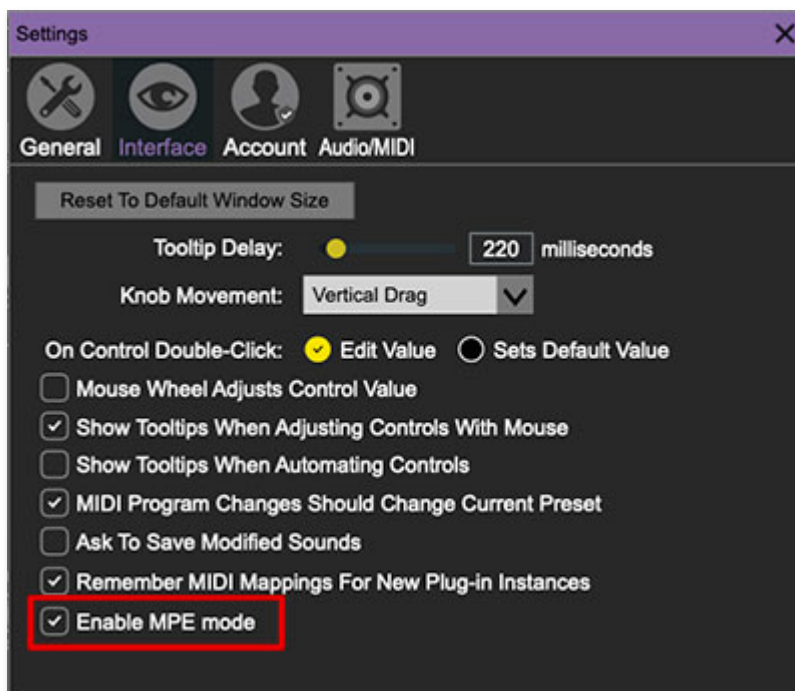 Settings
General Interface Account Audio/MIDI
Reset To Default Window Size
Tooltip Delay: 220 milliseconds
Knob Movement: Vertical Drag
On Control Double-Click: Edit Value Sets Default Value
Mouse Wheel Adjusts Control Value
Show Tooltips When Adjusting Controls With Mouse
Show Tooltips When Automating Controls
MIDI Program Changes Should Change Current Preset
Ask To Save Modified Sounds
Remember MIDI Mappings For New Plug-in Instances
Enable MPE mode